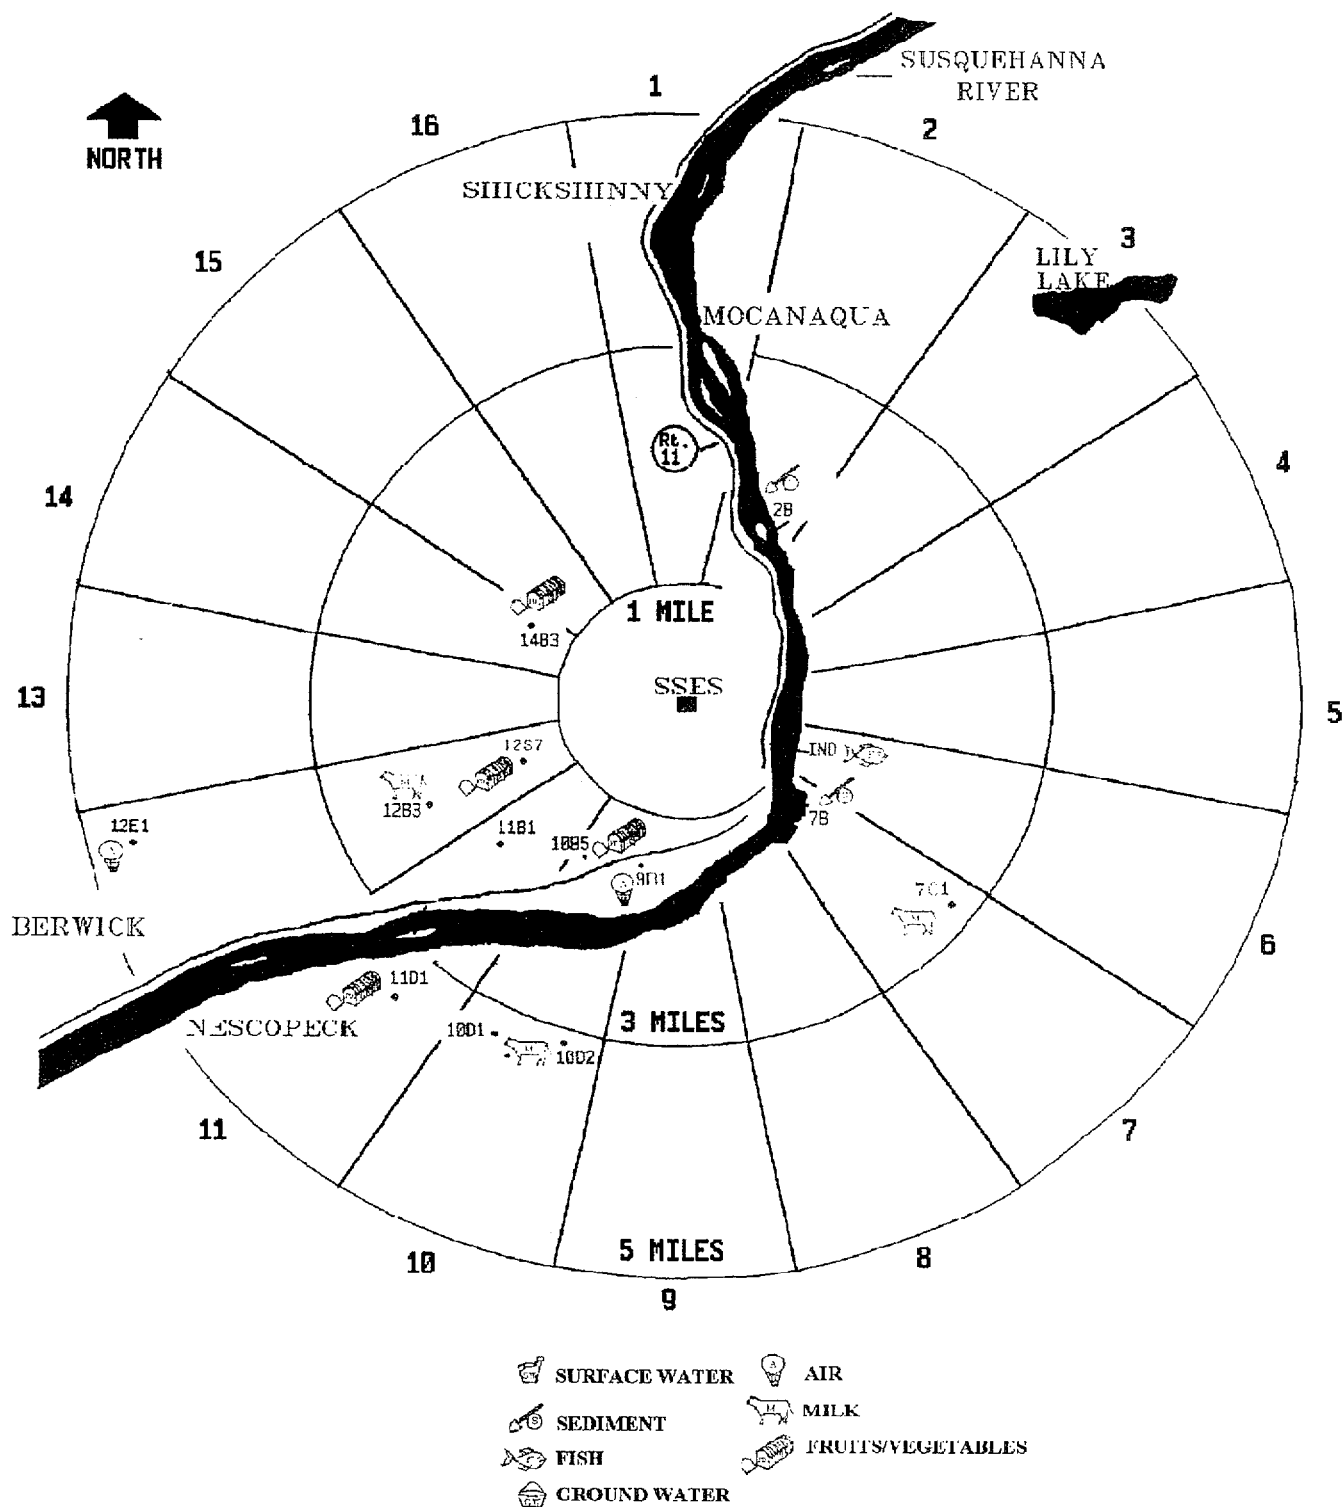 SUSQUEHANNA
RIVER
1
2
16
NORTH
SHICKSHINNY
3
LILY
LAKE
15
MOCANAQUA
Rt.
11
4
14
2B
1 MILE
14B3
SSES
13
5
12S7
IND
12B3
7B
12E1
11B1
10B5
7C1
BERWICK
6
11D1
NESCOPECK
3 MILES
10D1
10D2
11
7
5 MILES
10
8
9
SURFACE WATER
AIR
SEDIMENT
MILK
FISH
FRUITS/VEGETABLES
GROUND WATER